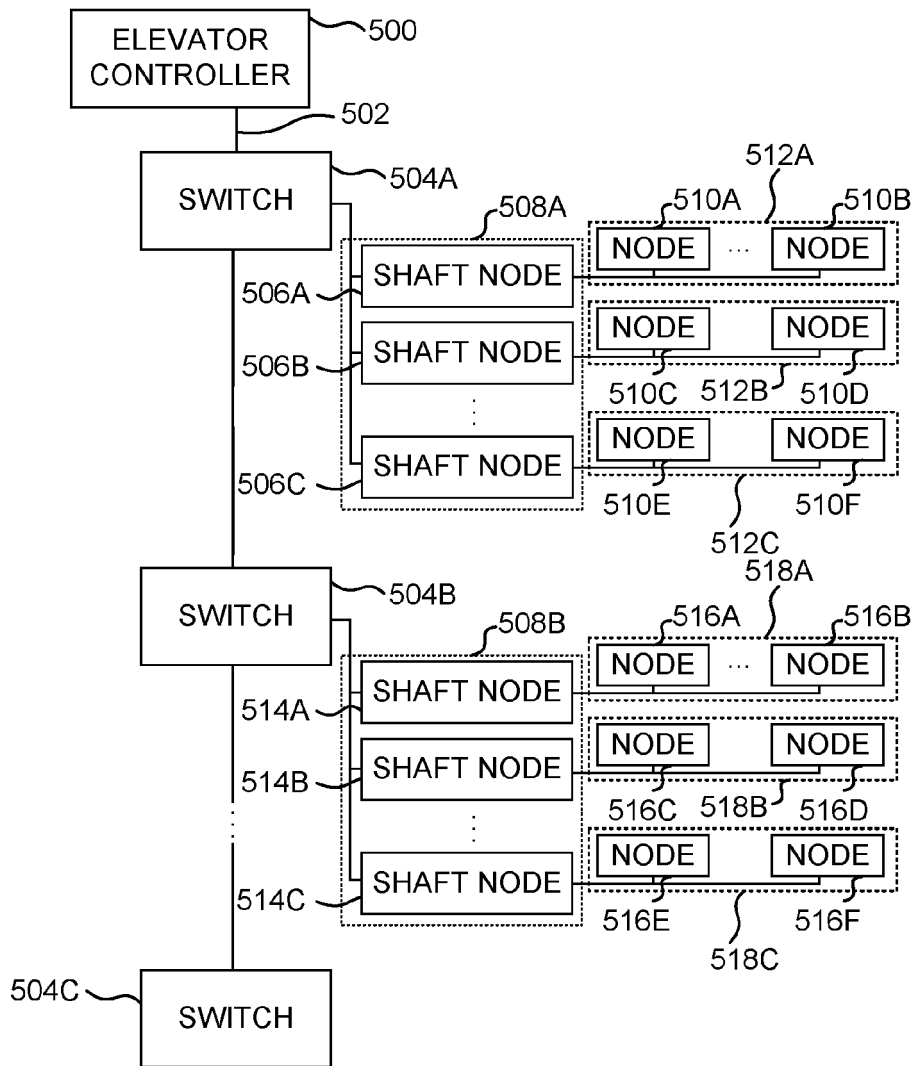 ELEVATOR
CONTROLLER
500
502
SWITCH
504A
512A
510A
510B
508A
NODE
...
NODE
SHAFT NODE
506A
NODE
NODE
SHAFT NODE
506B
510C
512B
510D
...
NODE
NODE
SHAFT NODE
506C
510E
510F
512C
518A
SWITCH
504B
516A
516B
508B
NODE
...
NODE
SHAFT NODE
514A
NODE
NODE
SHAFT NODE
514B
516C
518B
516D
...
...
NODE
NODE
SHAFT NODE
514C
516E
516F
518C
504C
SWITCH